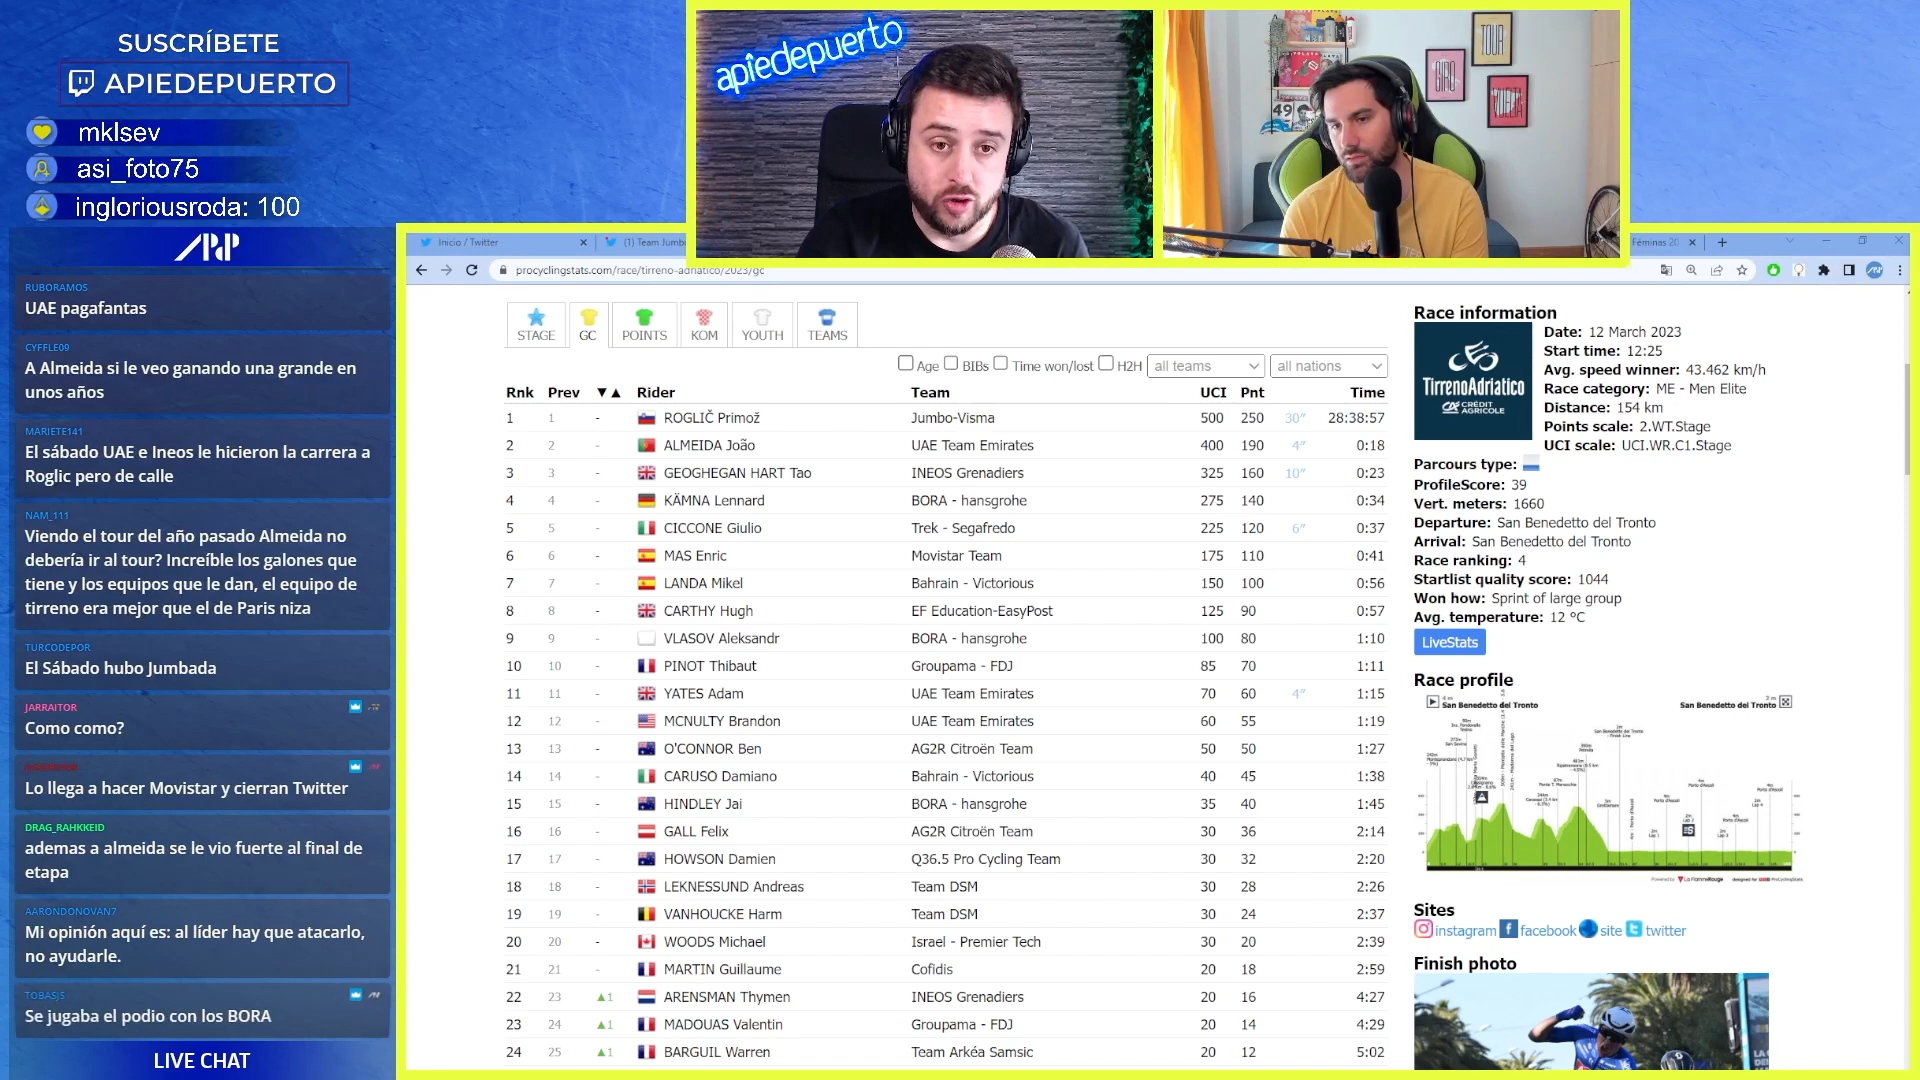 SUSCRÍBETE
APIEDEPUERTO
mklsev
asi_foto75
ingloriousroda: 100
RUBORAMOS
UAE pagafantas
CYFFLE09
A Almeida si le veo ganando una grande en
unos años
MARIETE141
El sábado UAE e Ineos le hicieron la carrera a
Roglic pero de calle
NAM_111
Viendo el tour del año pasado Almeida no
debería ir al tour? Increíble los galones que
tiene y los equipos que le dan, el equipo de
tirreno era mejor que el de Paris niza
TURCODEPOR
El Sábado hubo Jumbada
JARRAITOR
Como como?
Lo llega a hacer Movistar y cierran Twitter
DRAG_RAHKKEID
ademas a almeida se le vio fuerte al final de
etapa
AARONDONOVAN7
Mi opinión aquí es: al líder hay que atacarlo,
no ayudarle.
TOBASJS
Se jugaba el podio con los BORA
LIVE CHAT
apiedepuerto
TOUR
GIRO
VUELTA
49
Inicio / Twitter
(1) Team Jumb
Féminas 20
procyclingstats.com/race/tirreno-adriatico/2023/gc
STAGE GC POINTS KOM YOUTH TEAMS
Age BIBs Time won/lost H2H all teams all nations
Rnk Prev ▼▲ Rider Team UCI Pnt Time
1 1 - ROGLIČ Primož Jumbo-Visma 500 250 30″ 28:38:57
2 2 - ALMEIDA João UAE Team Emirates 400 190 4″ 0:18
3 3 - GEOGHEGAN HART Tao INEOS Grenadiers 325 160 10″ 0:23
4 4 - KÄMNA Lennard BORA - hansgrohe 275 140 0:34
5 5 - CICCONE Giulio Trek - Segafredo 225 120 6″ 0:37
6 6 - MAS Enric Movistar Team 175 110 0:41
7 7 - LANDA Mikel Bahrain - Victorious 150 100 0:56
8 8 - CARTHY Hugh EF Education-EasyPost 125 90 0:57
9 9 - VLASOV Aleksandr BORA - hansgrohe 100 80 1:10
10 10 - PINOT Thibaut Groupama - FDJ 85 70 1:11
11 11 - YATES Adam UAE Team Emirates 70 60 4″ 1:15
12 12 - MCNULTY Brandon UAE Team Emirates 60 55 1:19
13 13 - O'CONNOR Ben AG2R Citroën Team 50 50 1:27
14 14 - CARUSO Damiano Bahrain - Victorious 40 45 1:38
15 15 - HINDLEY Jai BORA - hansgrohe 35 40 1:45
16 16 - GALL Felix AG2R Citroën Team 30 36 2:14
17 17 - HOWSON Damien Q36.5 Pro Cycling Team 30 32 2:20
18 18 - LEKNESSUND Andreas Team DSM 30 28 2:26
19 19 - VANHOUCKE Harm Team DSM 30 24 2:37
20 20 - WOODS Michael Israel - Premier Tech 30 20 2:39
21 21 - MARTIN Guillaume Cofidis 20 18 2:59
22 23 ▲1 ARENSMAN Thymen INEOS Grenadiers 20 16 4:27
23 24 ▲1 MADOUAS Valentin Groupama - FDJ 20 14 4:29
24 25 ▲1 BARGUIL Warren Team Arkéa Samsic 20 12 5:02
Race information
TirrenoAdriatico
CRÉDIT
AGRICOLE
Date: 12 March 2023
Start time: 12:25
Avg. speed winner: 43.462 km/h
Race category: ME - Men Elite
Distance: 154 km
Points scale: 2.WT.Stage
UCI scale: UCI.WR.C1.Stage
Parcours type:
ProfileScore: 39
Vert. meters: 1660
Departure: San Benedetto del Tronto
Arrival: San Benedetto del Tronto
Race ranking: 4
Startlist quality score: 1044
Won how: Sprint of large group
Avg. temperature: 12 ºC
LiveStats
Race profile
San Benedetto del Tronto
San Benedetto del Tronto
Sites
instagram facebook site twitter
Finish photo